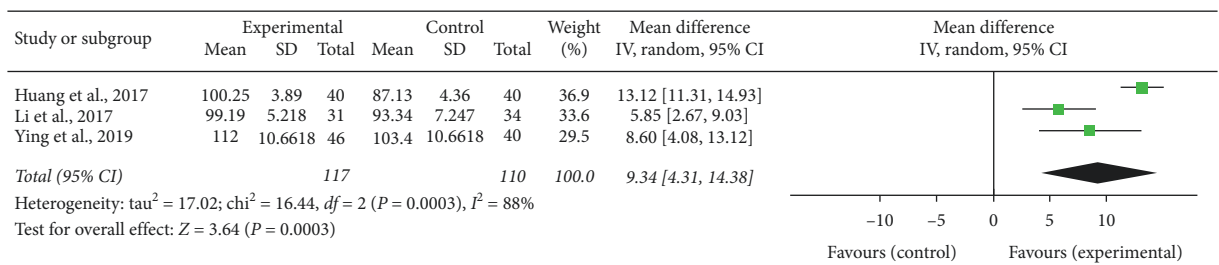 Study or subgroup Experimental Control Weight Mean difference Mean difference
Mean SD Total Mean SD Total (%) IV, random, 95% CI IV, random, 95% CI
Huang et al., 2017 100.25 3.89 40 87.13 4.36 40 36.9 13.12 [11.31, 14.93]
Li et al., 2017 99.19 5.218 31 93.34 7.247 34 33.6 5.85 [2.67, 9.03]
Ying et al., 2019 112 10.6618 46 103.4 10.6618 40 29.5 8.60 [4.08, 13.12]
Total (95% CI) 117 110 100.0 9.34 [4.31, 14.38]
Heterogeneity: tau² = 17.02; chi² = 16.44, df = 2 (P = 0.0003), I² = 88%
Test for overall effect: Z = 3.64 (P = 0.0003)
–10 –5 0 5 10
Favours (control) Favours (experimental)